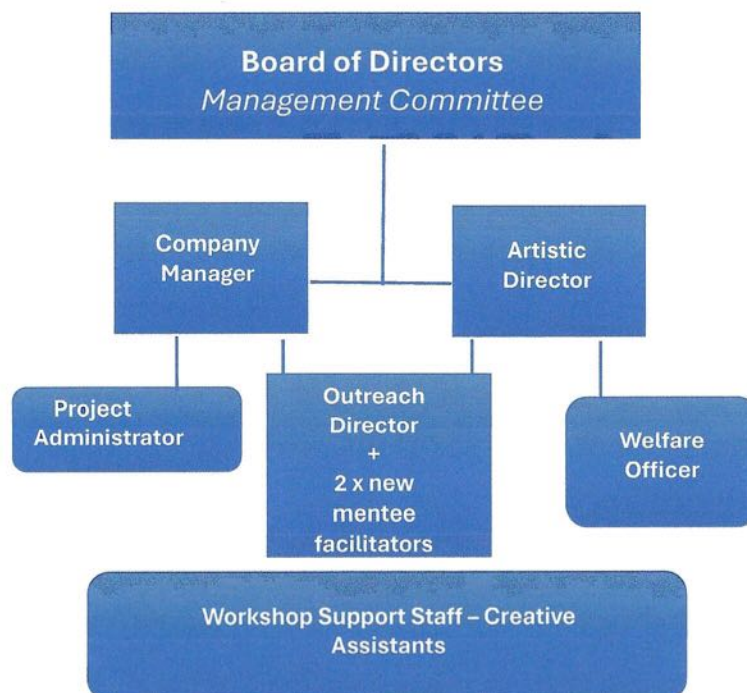 Board of Directors
Management Committee
Company
Manager
Artistic
Director
Project
Administrator
Outreach
Director
+
2 x new
mentee
facilitators
Welfare
Officer
Workshop Support Staff – Creative
Assistants